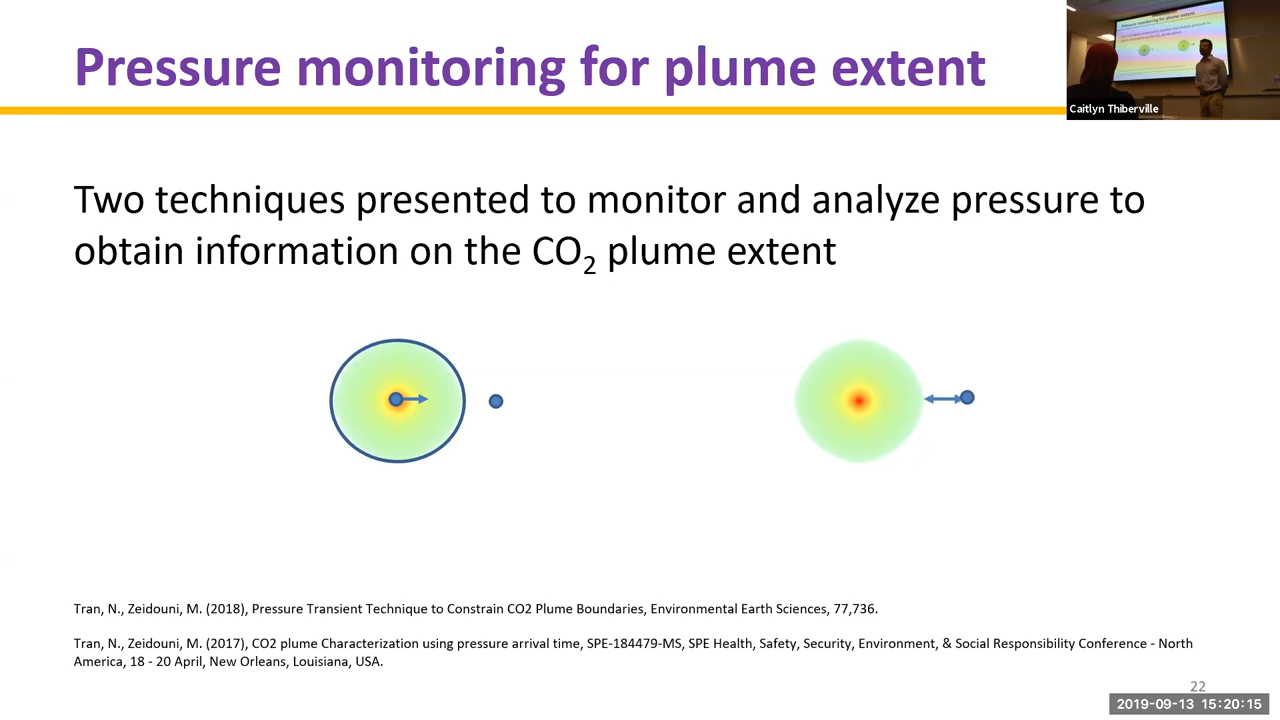 Pressure monitoring for plume extent
Caitlyn Thiberville
Two techniques presented to monitor and analyze pressure to
obtain information on the CO₂ plume extent
Tran, N., Zeidouni, M. (2018), Pressure Transient Technique to Constrain CO2 Plume Boundaries, Environmental Earth Sciences, 77,736.
Tran, N., Zeidouni, M. (2017), CO2 plume Characterization using pressure arrival time, SPE-184479-MS, SPE Health, Safety, Security, Environment, & Social Responsibility Conference - North
America, 18 - 20 April, New Orleans, Louisiana, USA.
22
2019-09-13 15:20:15